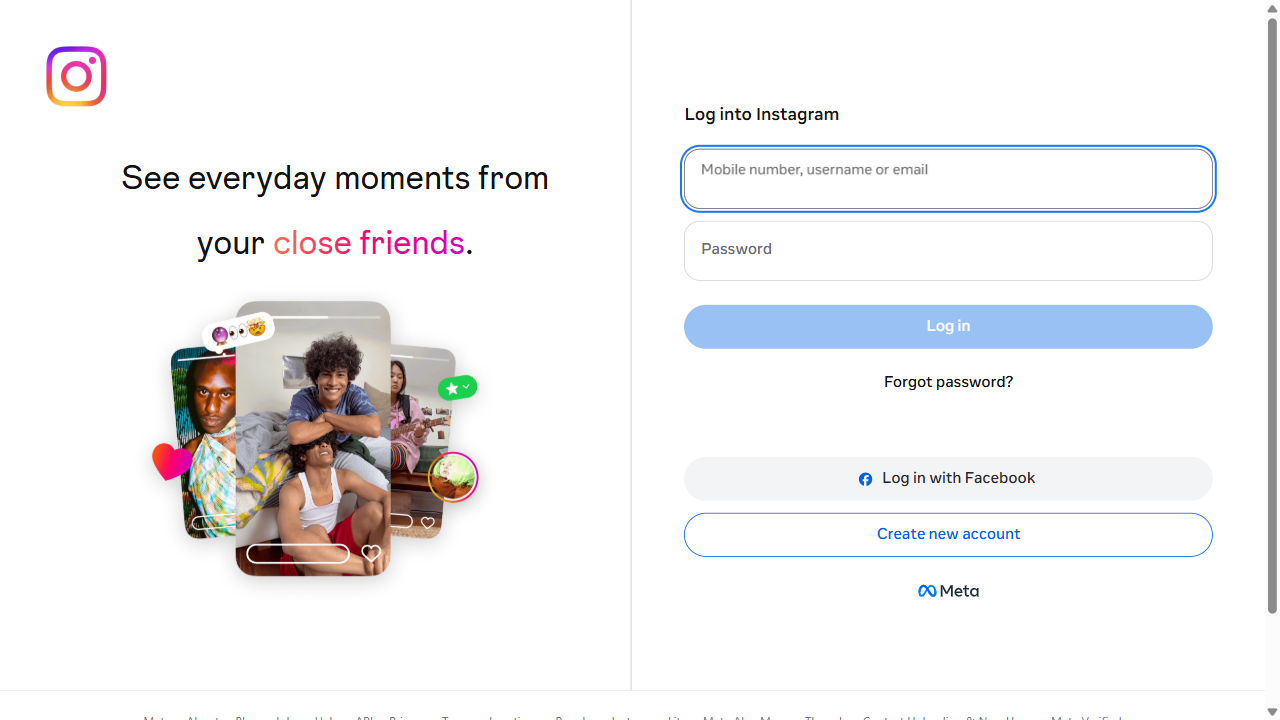 See everyday moments from
your close friends.
Log into Instagram
Mobile number, username or email
Password
Log in
Forgot password?
Log in with Facebook
Create new account
Meta